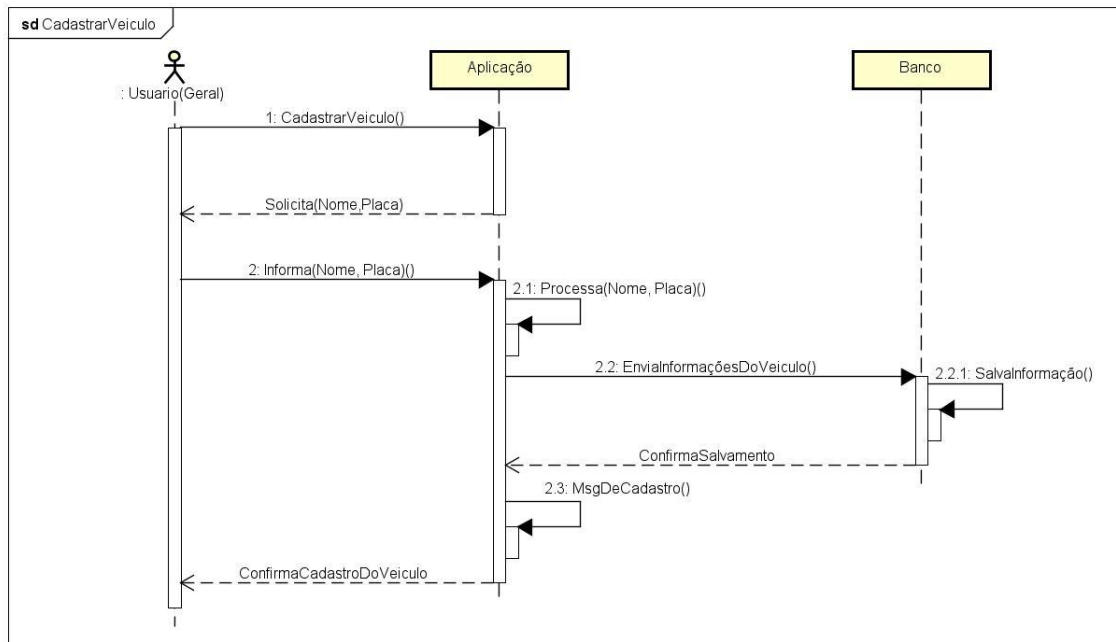 sd CadastrarVeiculo
: Usuario(Geral)
Aplicação
Banco
1: CadastrarVeiculo()
Solicita(Nome,Placa)
2: Informa(Nome, Placa)()
2.1: Processa(Nome, Placa)()
2.2: EnviaInformaçõesDoVeiculo()
2.2.1: SalvaInformação()
ConfirmaSalvamento
2.3: MsgDeCadastro()
ConfirmaCadastroDoVeiculo